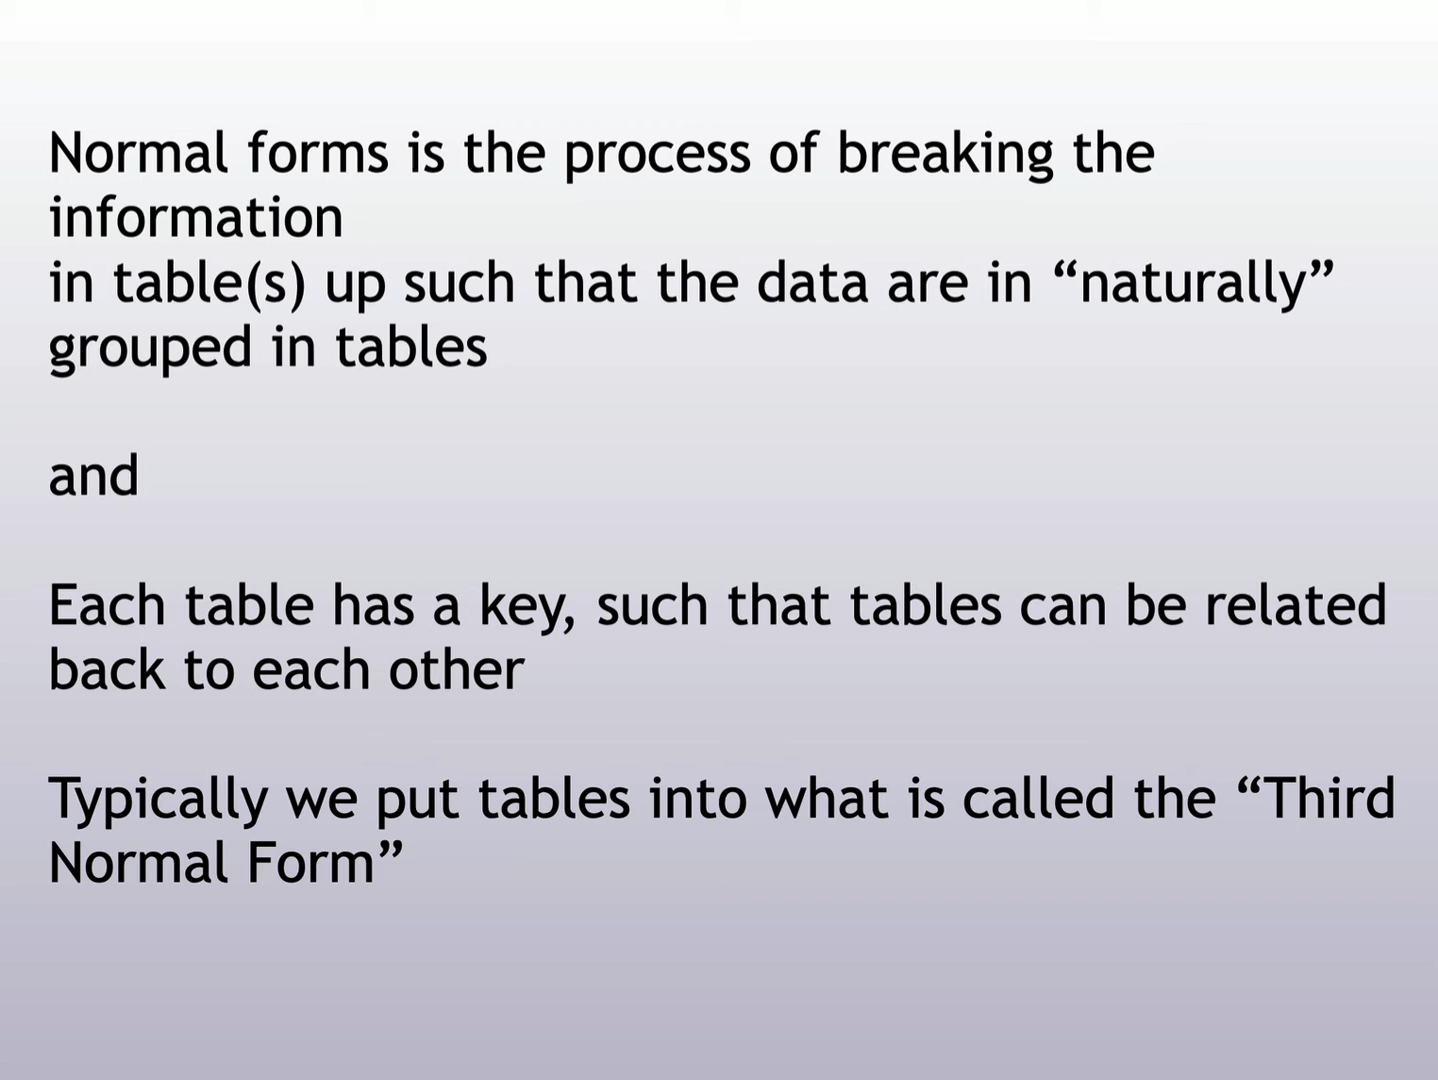 Normal forms is the process of breaking the
information
in table(s) up such that the data are in “naturally”
grouped in tables
and
Each table has a key, such that tables can be related
back to each other
Typically we put tables into what is called the “Third
Normal Form”